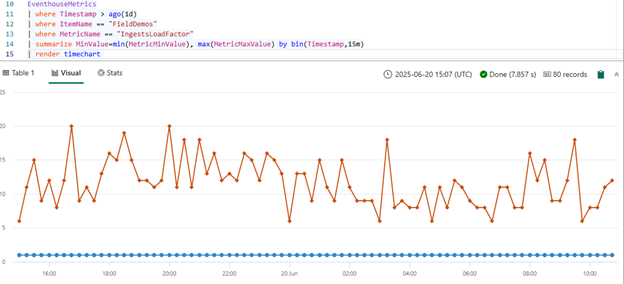 10 EventhouseMetrics
11 | where Timestamp > ago(1d)
12 | where ItemName == "FieldDemos"
13 | where MetricName == "IngestsLoadFactor"
14 | summarize MinValue=min(MetricMinValue), max(MetricMaxValue) by bin(Timestamp,15m)
15 | render timechart
Table 1 Visual Stats 2025-06-20 15:07 (UTC) Done (7.857 s) 80 records
25
20
15
10
5
0
16:00 18:00 20:00 22:00 20 Jun 02:00 04:00 06:00 08:00 10:00